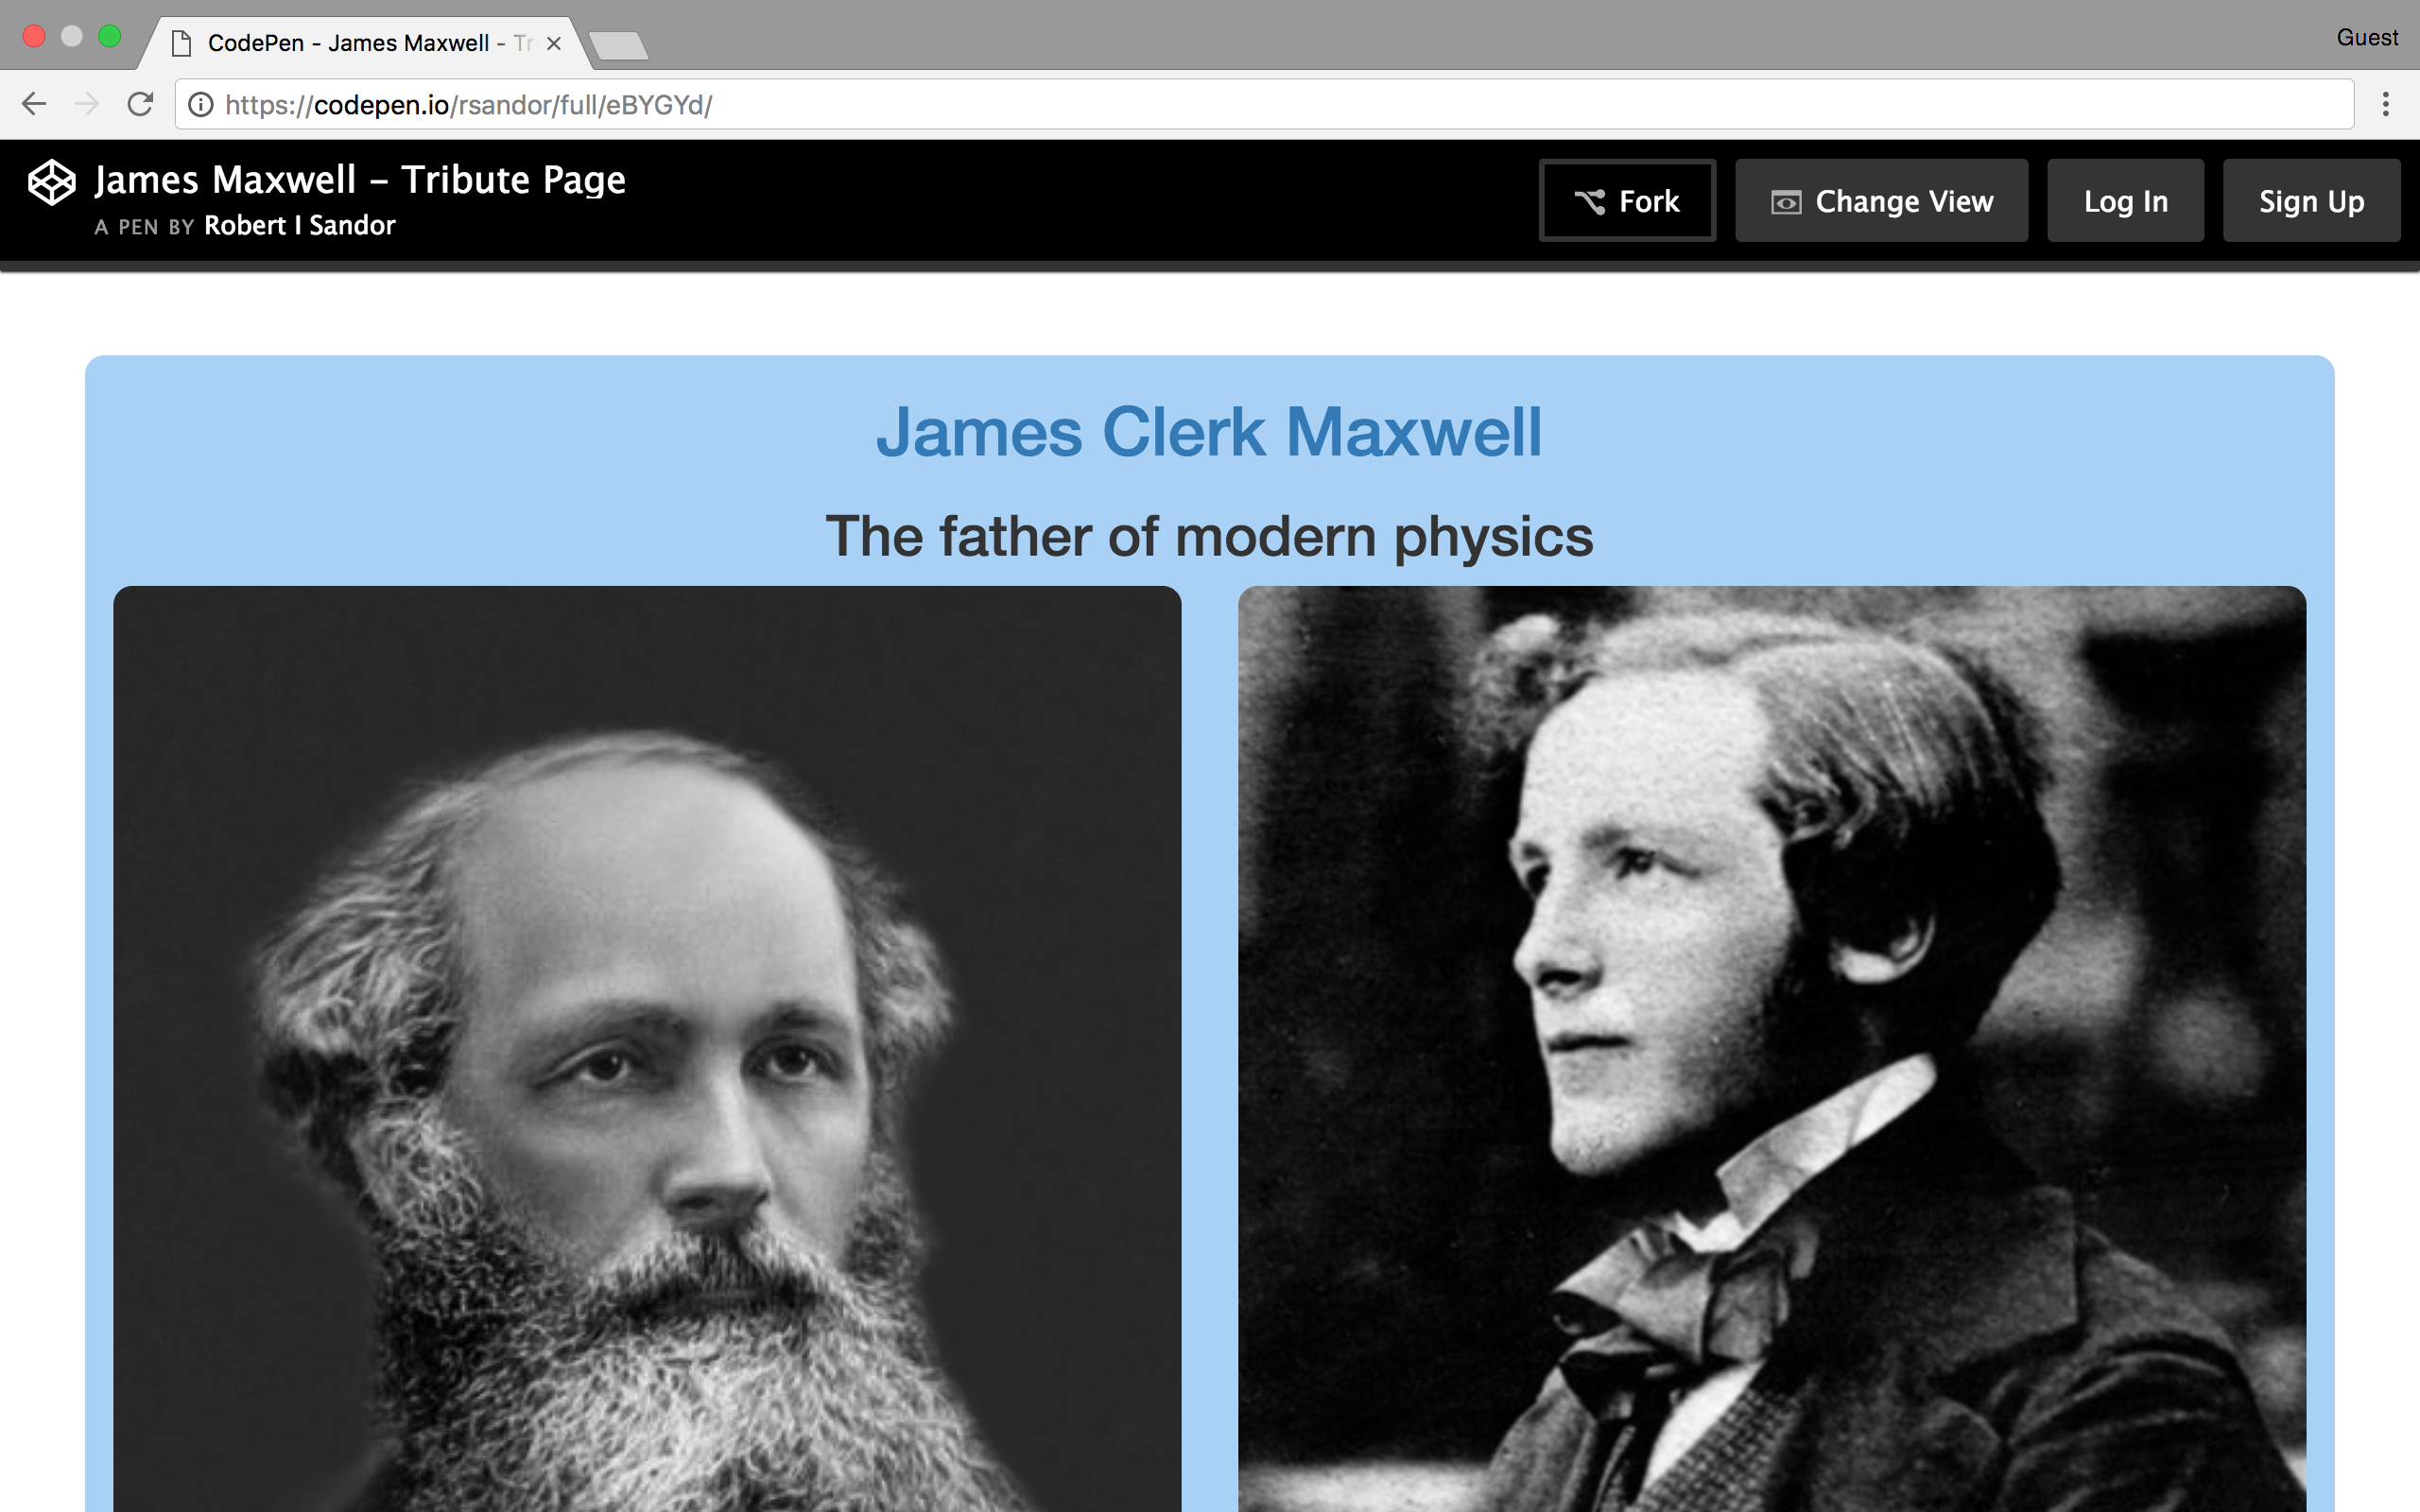 CodePen - James Maxwell - Tr
Guest
https://codepen.io/rsandor/full/eBYGYd/
James Maxwell – Tribute Page
A PEN BY Robert I Sandor
Fork
Change View
Log In
Sign Up
James Clerk Maxwell
The father of modern physics